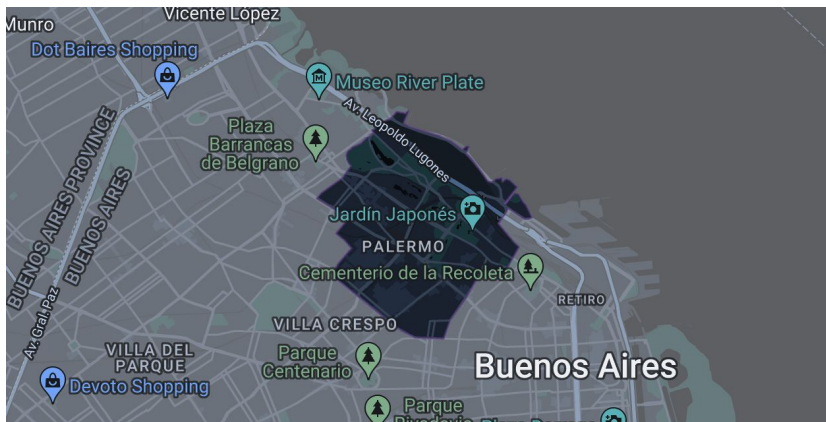 Munro
Vicente López
Dot Baires Shopping
Museo River Plate
Av. Leopoldo Lugones
Plaza
Barrancas
de Belgrano
BUENOS AIRES PROVINCE
BUENOS AIRES
Jardín Japonés
PALERMO
Cementerio de la Recoleta
RETIRO
Av. Gral. Paz
VILLA CRESPO
VILLA DEL
PARQUE
Parque
Centenario
Buenos Aires
Devoto Shopping
Parque